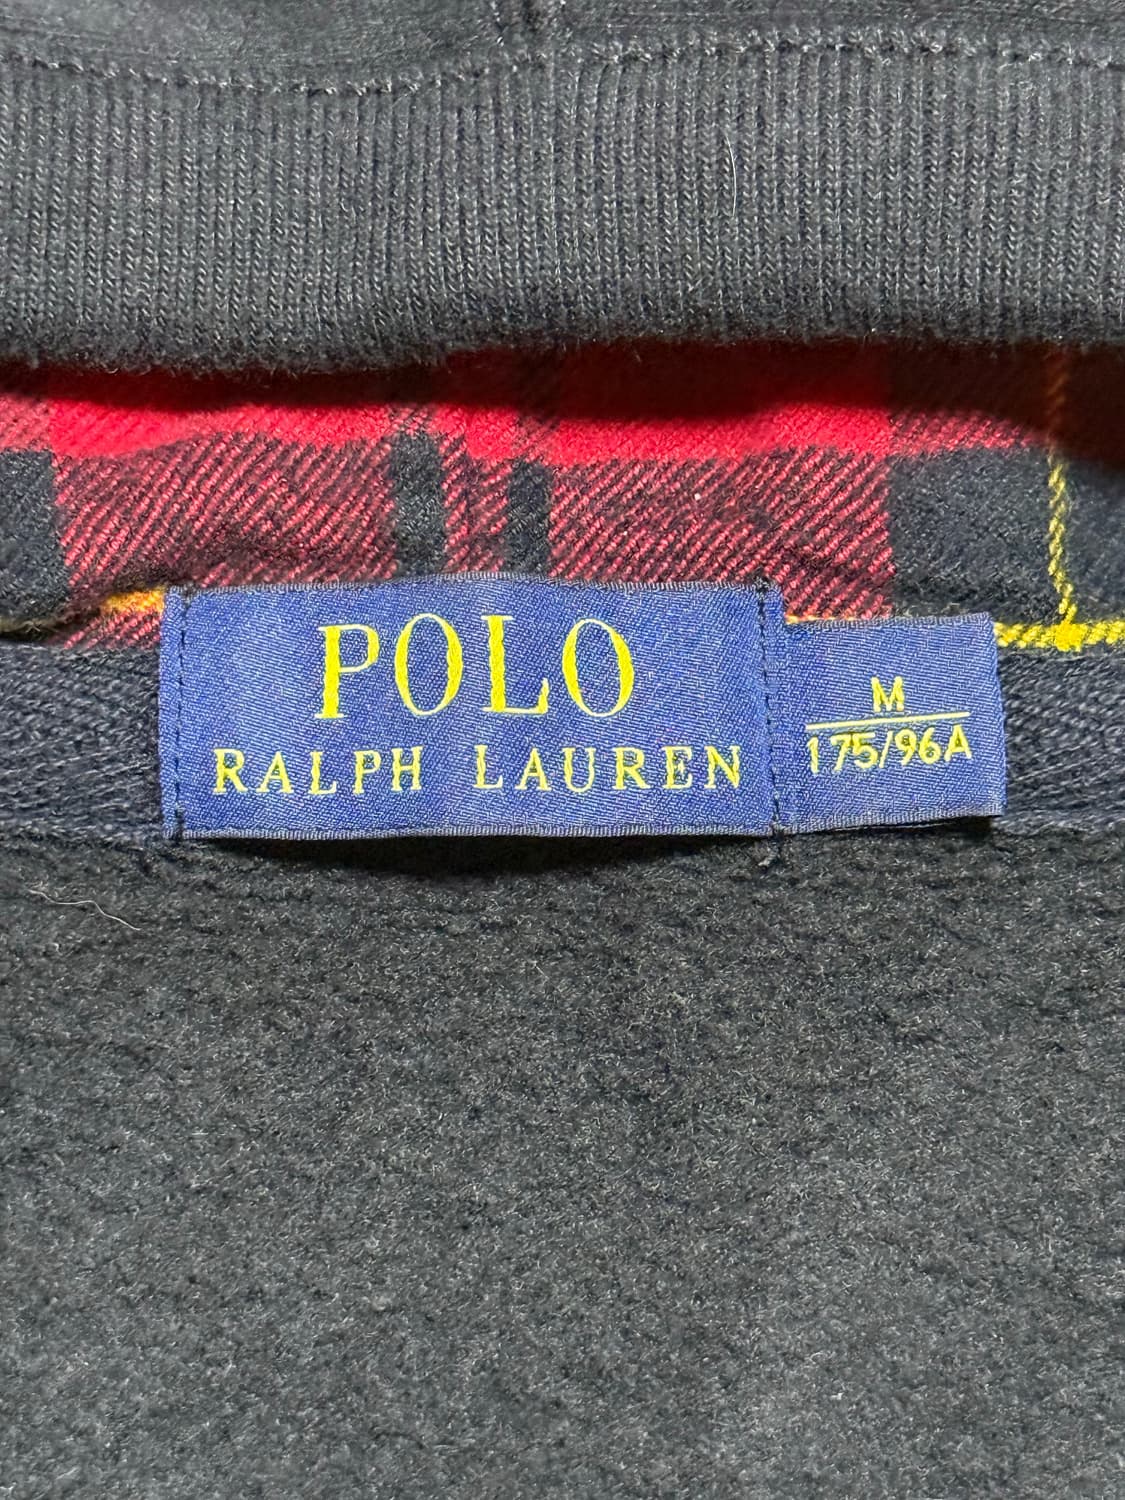 POLO
RALPH LAUREN
M
175/96A